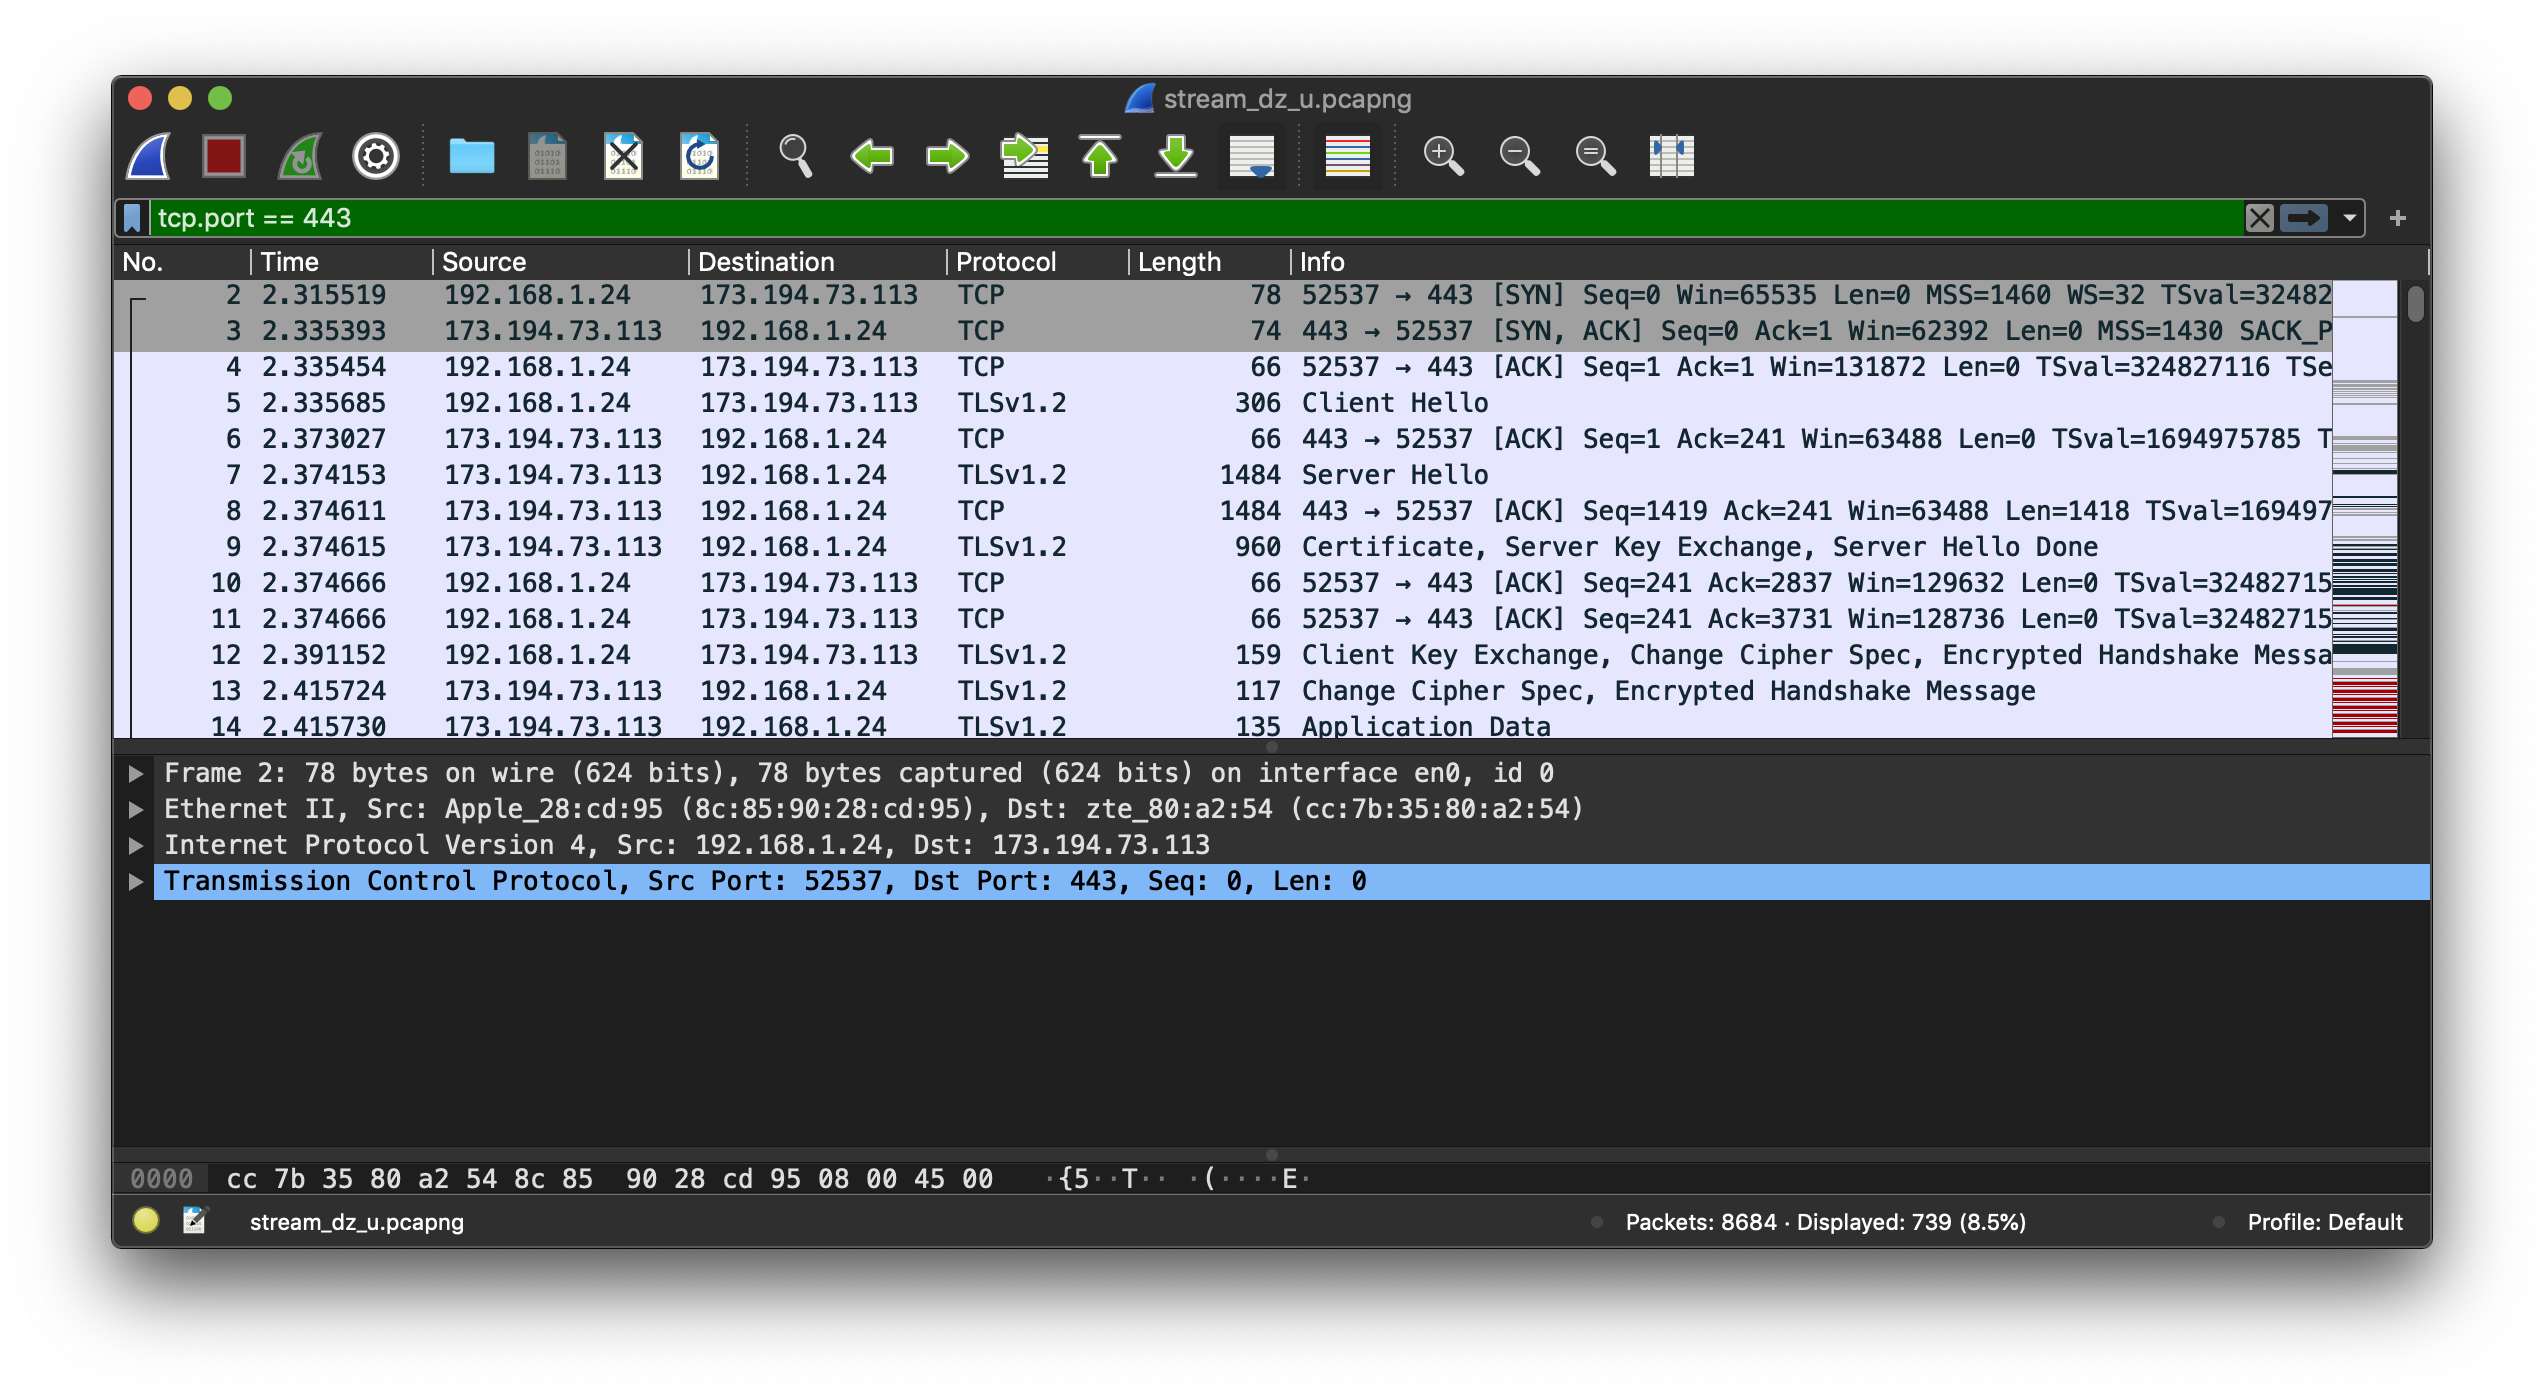 stream_dz_u.pcapng
tcp.port == 443
No. Time Source Destination Protocol Length Info
2 2.315519 192.168.1.24 173.194.73.113 TCP 78 52537 → 443 [SYN] Seq=0 Win=65535 Len=0 MSS=1460 WS=32 TSval=32482
3 2.335393 173.194.73.113 192.168.1.24 TCP 74 443 → 52537 [SYN, ACK] Seq=0 Ack=1 Win=62392 Len=0 MSS=1430 SACK_P
4 2.335454 192.168.1.24 173.194.73.113 TCP 66 52537 → 443 [ACK] Seq=1 Ack=1 Win=131872 Len=0 TSval=324827116 TSe
5 2.335685 192.168.1.24 173.194.73.113 TLSv1.2 306 Client Hello
6 2.373027 173.194.73.113 192.168.1.24 TCP 66 443 → 52537 [ACK] Seq=1 Ack=241 Win=63488 Len=0 TSval=1694975785 T
7 2.374153 173.194.73.113 192.168.1.24 TLSv1.2 1484 Server Hello
8 2.374611 173.194.73.113 192.168.1.24 TCP 1484 443 → 52537 [ACK] Seq=1419 Ack=241 Win=63488 Len=1418 TSval=169497
9 2.374615 173.194.73.113 192.168.1.24 TLSv1.2 960 Certificate, Server Key Exchange, Server Hello Done
10 2.374666 192.168.1.24 173.194.73.113 TCP 66 52537 → 443 [ACK] Seq=241 Ack=2837 Win=129632 Len=0 TSval=32482715
11 2.374666 192.168.1.24 173.194.73.113 TCP 66 52537 → 443 [ACK] Seq=241 Ack=3731 Win=128736 Len=0 TSval=32482715
12 2.391152 192.168.1.24 173.194.73.113 TLSv1.2 159 Client Key Exchange, Change Cipher Spec, Encrypted Handshake Messa
13 2.415724 173.194.73.113 192.168.1.24 TLSv1.2 117 Change Cipher Spec, Encrypted Handshake Message
14 2.415730 173.194.73.113 192.168.1.24 TLSv1.2 135 Application Data
Frame 2: 78 bytes on wire (624 bits), 78 bytes captured (624 bits) on interface en0, id 0
Ethernet II, Src: Apple_28:cd:95 (8c:85:90:28:cd:95), Dst: zte_80:a2:54 (cc:7b:35:80:a2:54)
Internet Protocol Version 4, Src: 192.168.1.24, Dst: 173.194.73.113
Transmission Control Protocol, Src Port: 52537, Dst Port: 443, Seq: 0, Len: 0
0000 cc 7b 35 80 a2 54 8c 85 90 28 cd 95 08 00 45 00 ·{5··T·· ·(····E·
stream_dz_u.pcapng Packets: 8684 · Displayed: 739 (8.5%) Profile: Default